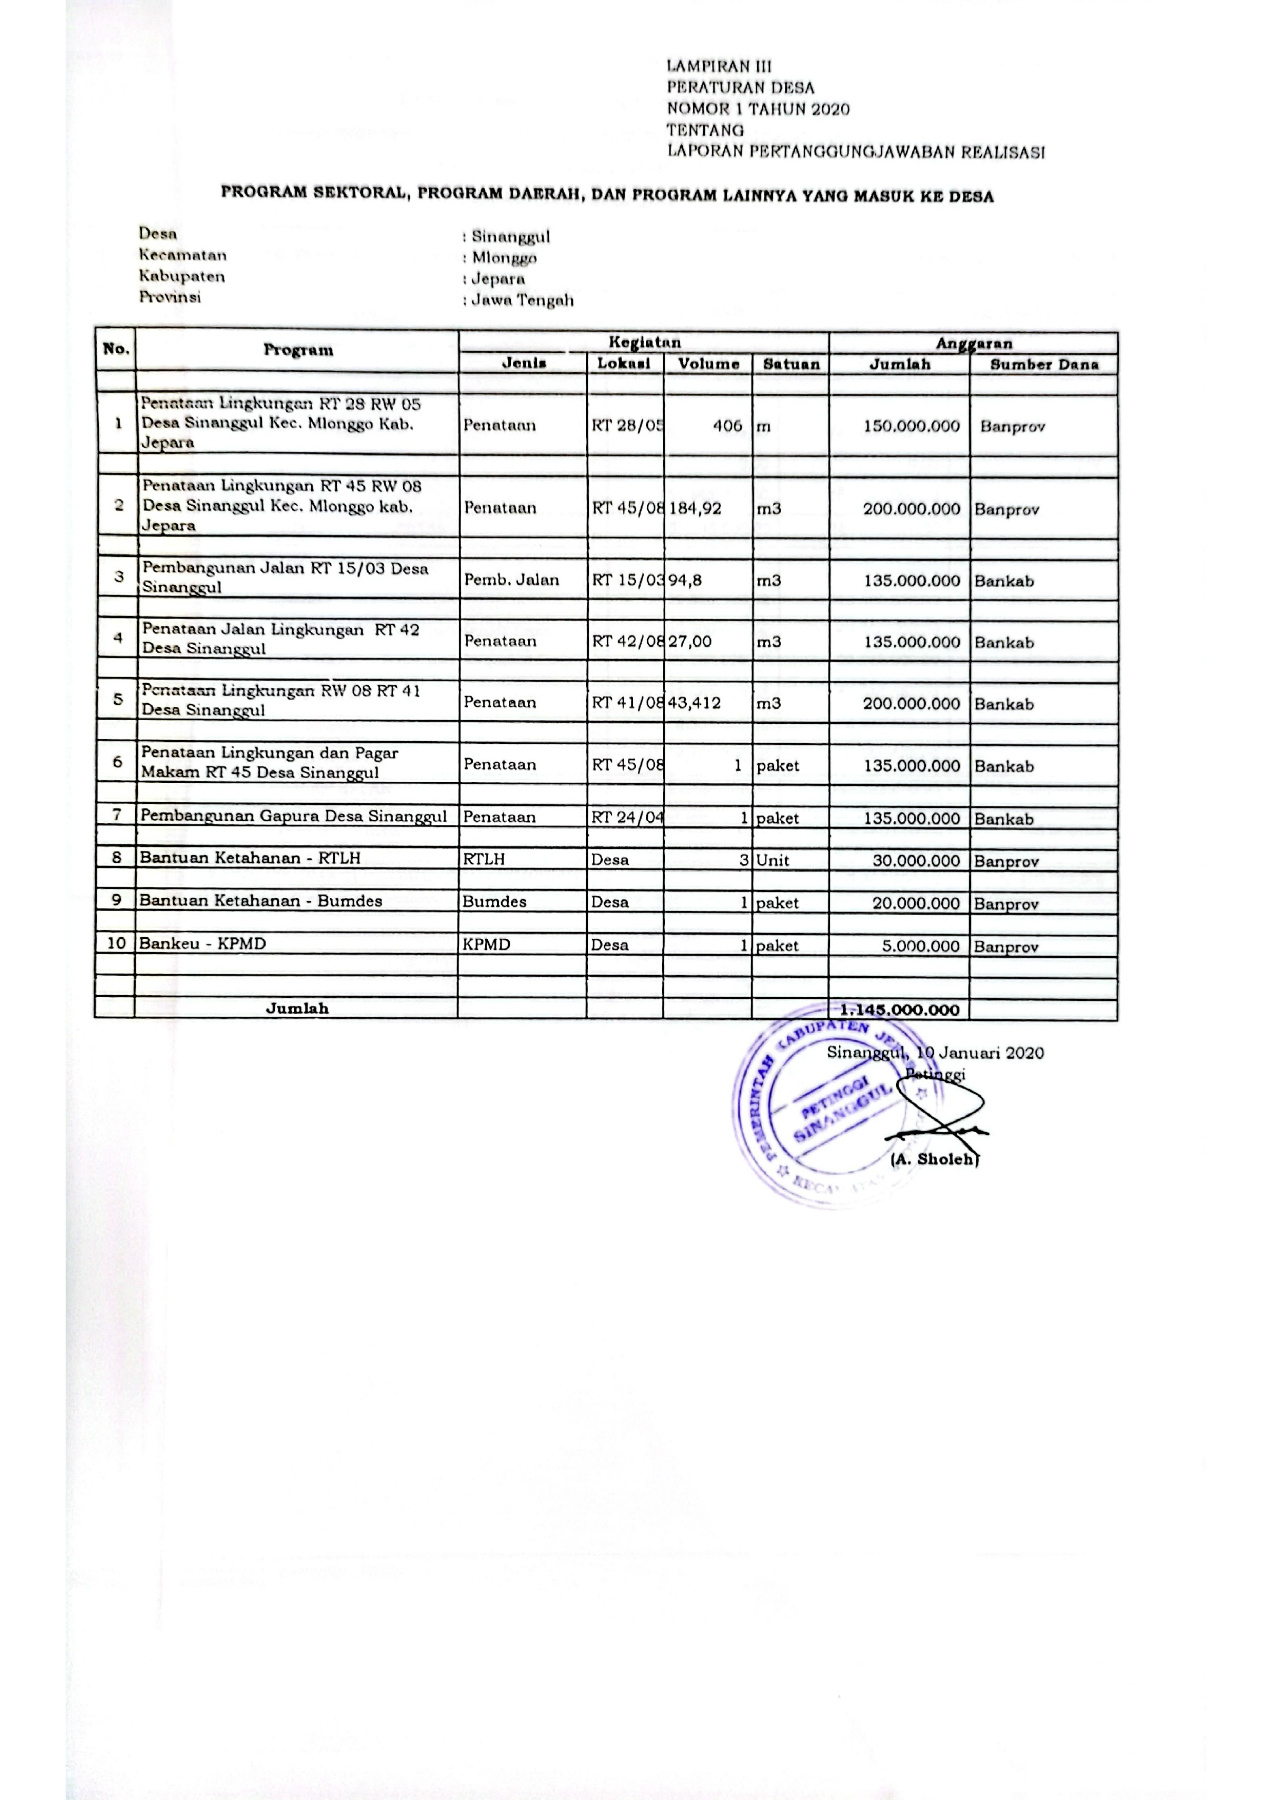 LAMPIRAN III
PERATURAN DESA
NOMOR 1 TAHUN 2020
TENTANG
LAPORAN PERTANGGUNGJAWABAN REALISASI
PROGRAM SEKTORAL, PROGRAM DAERAH, DAN PROGRAM LAINNYA YANG MASUK KE DESA
Desa : Sinanggul
Kecamatan : Mlonggo
Kabupaten : Jepara
Provinsi : Jawa Tengah
No. Program Kegiatan Anggaran
Jenis Lokasi Volume Satuan Jumlah Sumber Dana
Penataan Lingkungan RT 28 RW 05
1 Desa Sinanggul Kec. Mlonggo Kab. Penataan RT 28/05 406 m 150.000.000 Banprov
Jepara
Penataan Lingkungan RT 45 RW 08
2 Desa Sinanggul Kec. Mlonggo kab. Penataan RT 45/08 184,92 m3 200.000.000 Banprov
Jepara
3 Pembangunan Jalan RT 15/03 Desa Pemb. Jalan RT 15/03 94,8 m3 135.000.000 Bankab
Sinanggul
4 Penataan Jalan Lingkungan RT 42 Penataan RT 42/08 27,00 m3 135.000.000 Bankab
Desa Sinanggul
5 Penataan Lingkungan RW 08 RT 41 Penataan RT 41/08 43,412 m3 200.000.000 Bankab
Desa Sinanggul
6 Penataan Lingkungan dan Pagar Penataan RT 45/08 1 paket 135.000.000 Bankab
Makam RT 45 Desa Sinanggul
7 Pembangunan Gapura Desa Sinanggul Penataan RT 24/04 1 paket 135.000.000 Bankab
8 Bantuan Ketahanan - RTLH RTLH Desa 3 Unit 30.000.000 Banprov
9 Bantuan Ketahanan - Bumdes Bumdes Desa 1 paket 20.000.000 Banprov
10 Bankeu - KPMD KPMD Desa 1 paket 5.000.000 Banprov
Jumlah 1.145.000.000
Sinanggul, 10 Januari 2020
Petinggi
(A. Sholeh)
PEMERINTAH KABUPATEN
PETINGGI
SINANGGUL